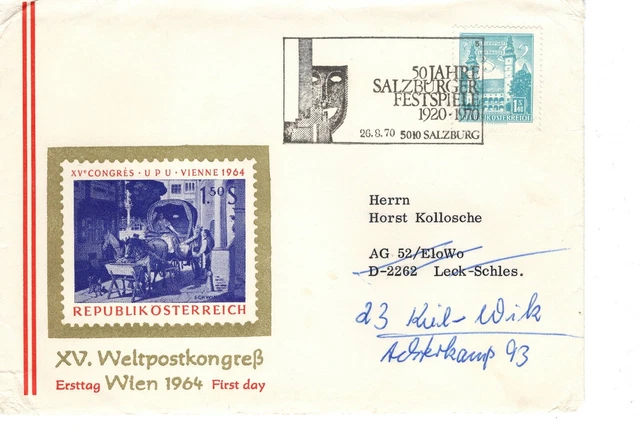 50 JAHRE
SALZBURGER
FESTSPIELE
1920-1970
26.8.70 5010 SALZBURG
REPUBLIK ÖSTERREICH
XVe CONGRÈS · UPU · VIENNE 1964
1.50 S
REPUBLIK ÖSTERREICH
XV. Weltpostkongreß
Ersttag Wien 1964 First day
Herrn
Horst Kollosche
AG 52/EloWo
D-2262 Leck-Schles.
23 Kiel-Wik
93